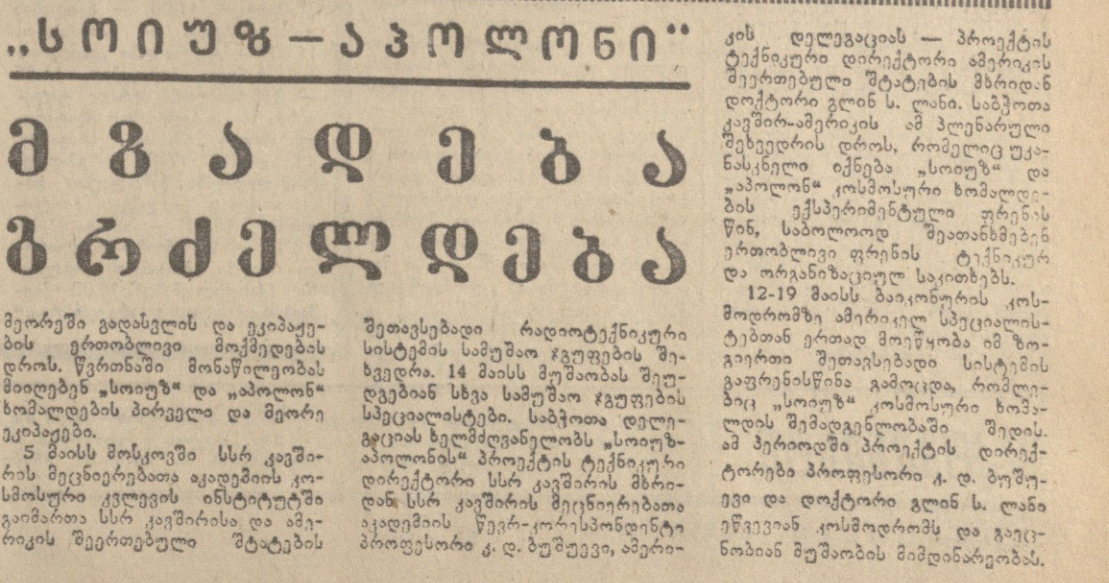 „სოიუზ — აპოლონი“
მზადება
გრძელდება
მეორეში გადასვლის და ეკიპაჟე-
ბის ერთობლივი მოქმედების
დროს. წვრთნაში მონაწილეობას
მიიღებენ „სოიუზ“ და „აპოლონ“
ხომალდების პირველი და მეორე
ეკიპაჟები.
5 მაისს მოსკოვში სსრ კავში-
რის მეცნიერებათა აკადემიის კო-
სმოსური კვლევის ინსტიტუტში
გაიმართა სსრ კავშირისა და ამე-
რიკის შეერთებული შტატების
შეთავსებადი რადიოტექნიკური
სისტემის სამუშაო ჯგუფების შე-
ხვედრა. 14 მაისს მუშაობას შეუ-
დგებიან სხვა სამუშაო ჯგუფების
სპეციალისტები. საბჭოთა დელე-
გაციას ხელმძღვანელობს „სოიუზ-
აპოლონის“ პროექტის ტექნიკური
დირექტორი სსრ კავშირის მხრი-
დან სსრ კავშირის მეცნიერებათა
აკადემიის წევრ-კორესპონდენტი
პროფესორი კ. დ. ბუშუევი, ამერი-
კის დელეგაციას — პროექტის
ტექნიკური დირექტორი ამერიკის
შეერთებული შტატების მხრიდან
დოქტორი გლინ ს. ლანი. საბჭოთა
კავშირ-ამერიკის ამ პლენარული
შეხვედრის დროს, რომელიც უკა-
ნასკნელი იქნება „სოიუზ“ და
„აპოლონ“ კოსმოსური ხომალდე-
ბის ექსპერიმენტული ფრენის
წინ, საბოლოოდ შეათანხმებენ
ერთობლივი ფრენის ტექნიკურ
და ორგანიზაციულ საკითხებს.
12-19 მაისს ბაიკონურის კოს-
მოდრომზე ამერიკელ სპეციალის-
ტებთან ერთად მოეწყობა იმ ზო-
გიერთი შეთავსებადი სისტემის
გაფრენისწინა გამოცდა, რომლე-
ბიც „სოიუზ“ კოსმოსური ხომა-
ლდის შემადგენლობაში შედის.
ამ პერიოდში პროექტის დირექ-
ტორები პროფესორი კ. დ. ბუშუ-
ევი და დოქტორი გლინ ს. ლანი
ეწვევიან კოსმოდრომს და გაეც-
ნობიან მუშაობის მიმდინარეობას.